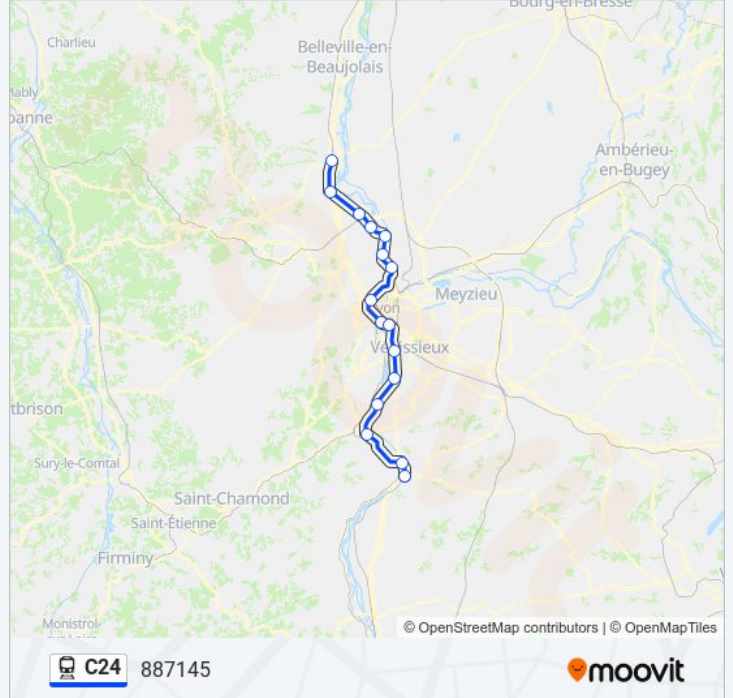 Bourg-en-Bresse
Charlieu
Belleville-en-
Beaujolais
Mably
oanne
Ambérieu-
en-Bugey
Meyzieu
yon
Vénissieux
tbrison
Sury-le-Comtal
Saint-Chamond
Saint-Étienne
Firminy
Monistrol
© OpenStreetMap contributors | © OpenMapTiles
C24 887145
moovit